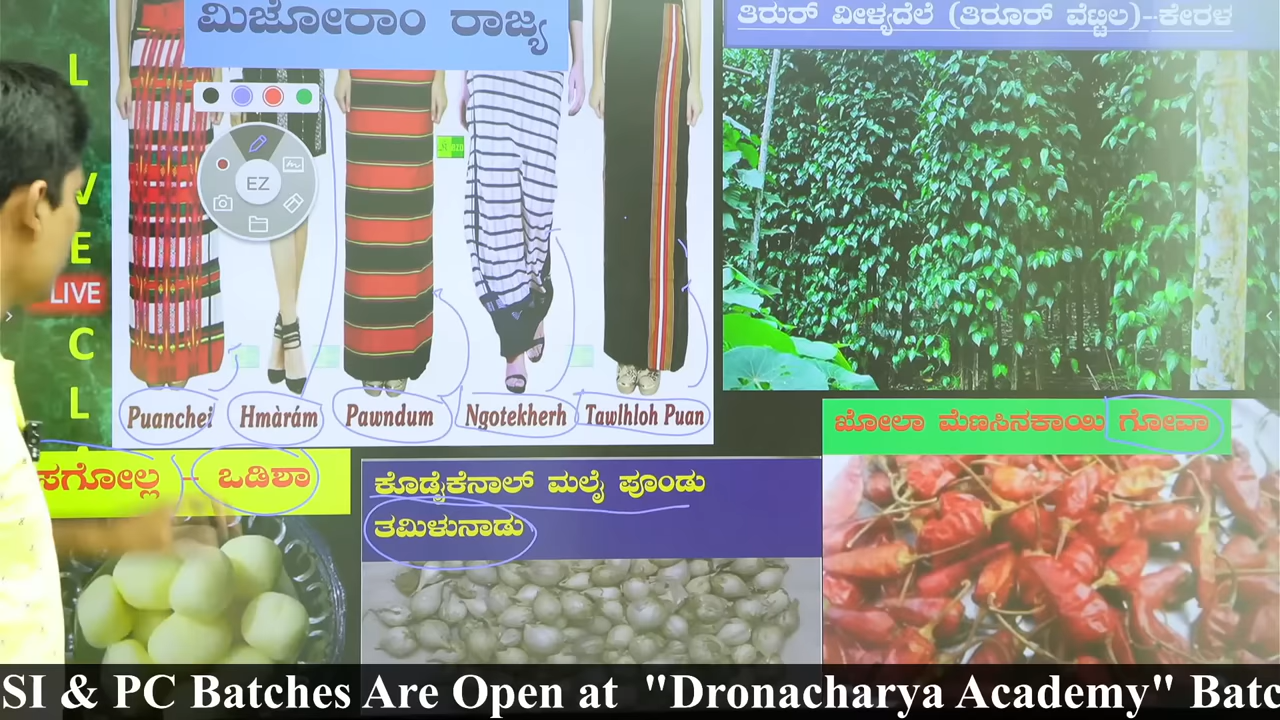 ಮಿಜೋರಾಂ ರಾಜ್ಯ
ತಿರುರ್ ವೀಳ್ಯದೆಲೆ (ತಿರೂರ್ ವೆಟ್ಟಿಲ)-ಕೇರಳ
L
V
E
LIVE
C
L
EZ
Puanchei
Hmàrám
Pawndum
Ngotekherh
Tawlhloh Puan
ಖೋಲಾ ಮೆಣಸಿನಕಾಯಿ ಗೋವಾ
ಸಗೋಲ್ಲ - ಒಡಿಶಾ
ಕೊಡೈಕೆನಾಲ್ ಮಲೈ ಪೂಂಡು
ತಮಿಳುನಾಡು
SI & PC Batches Are Open at "Dronacharya Academy" Batc